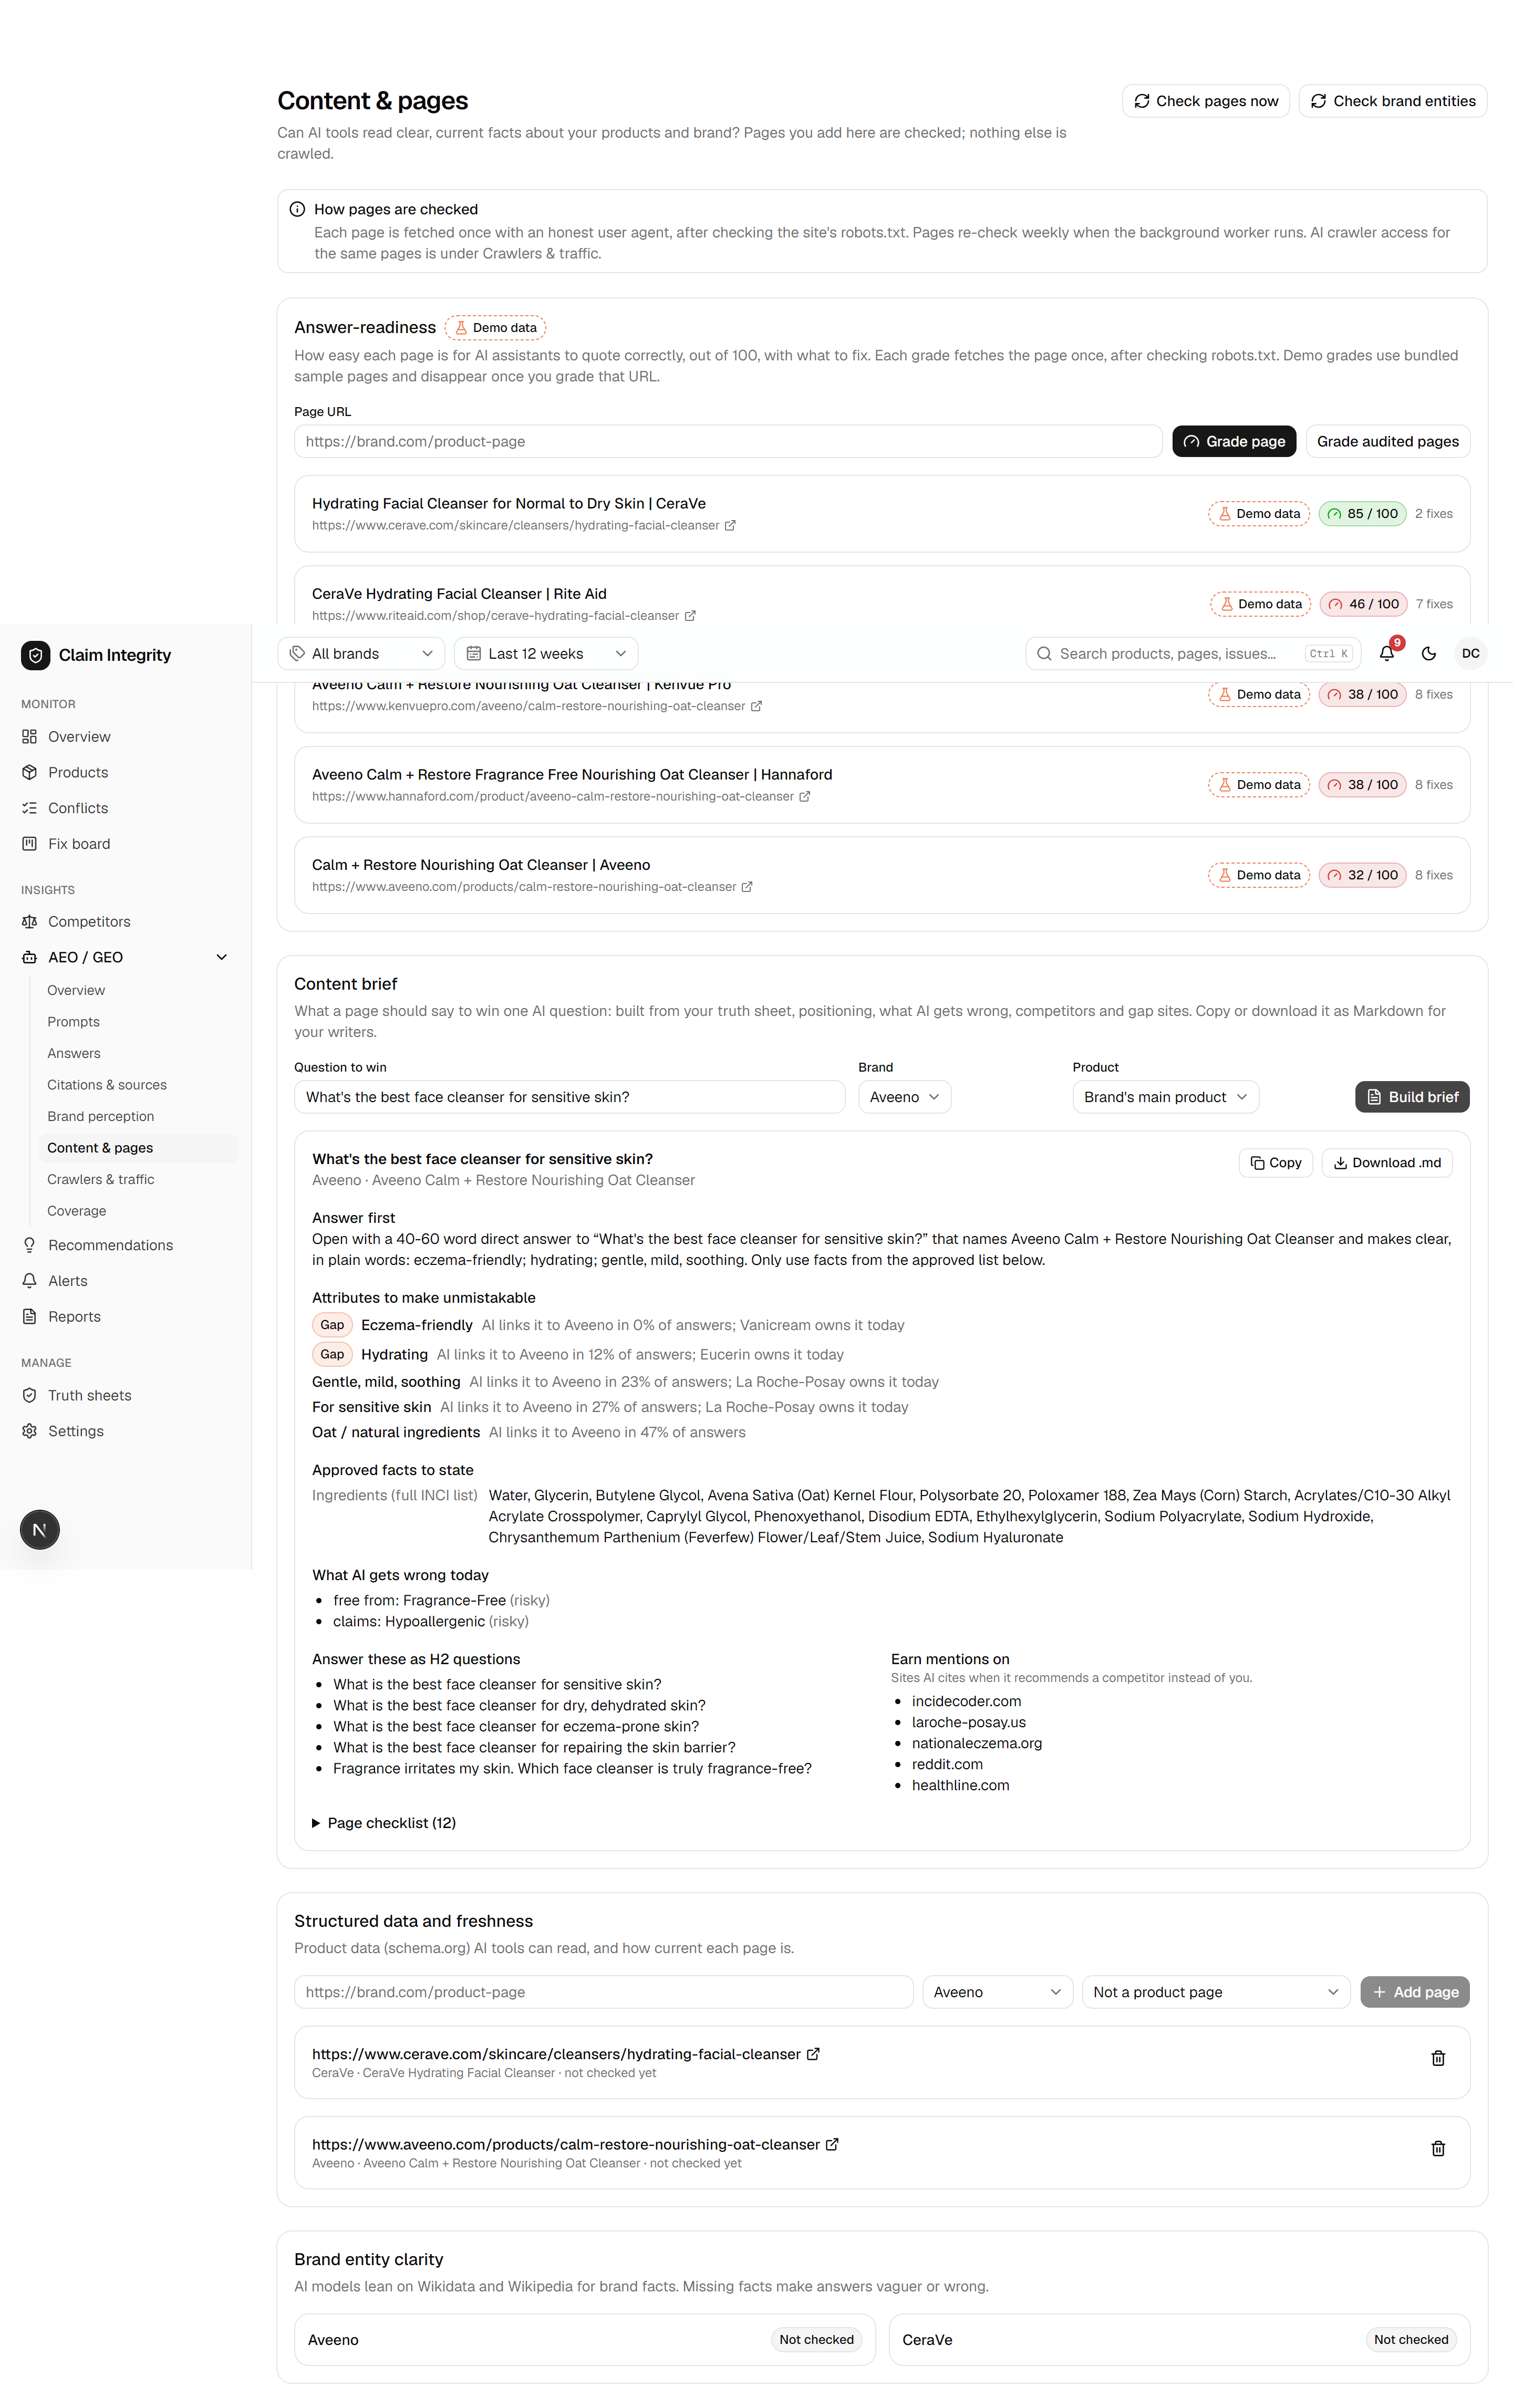 Content & pages
Check pages now
Check brand entities
Can AI tools read clear, current facts about your products and brand? Pages you add here are checked; nothing else is
crawled.
How pages are checked
Each page is fetched once with an honest user agent, after checking the site's robots.txt. Pages re-check weekly when the background worker runs. AI crawler access for
the same pages is under Crawlers & traffic.
Answer-readiness
Demo data
How easy each page is for AI assistants to quote correctly, out of 100, with what to fix. Each grade fetches the page once, after checking robots.txt. Demo grades use bundled
sample pages and disappear once you grade that URL.
Page URL
https://brand.com/product-page
Grade page
Grade audited pages
Hydrating Facial Cleanser for Normal to Dry Skin | CeraVe
https://www.cerave.com/skincare/cleansers/hydrating-facial-cleanser
Demo data
85 / 100
2 fixes
CeraVe Hydrating Facial Cleanser | Rite Aid
https://www.riteaid.com/shop/cerave-hydrating-facial-cleanser
Demo data
46 / 100
7 fixes
Claim Integrity
All brands
Last 12 weeks
Search products, pages, issues...
Ctrl K
9
DC
Aveeno Calm + Restore Nourishing Oat Cleanser | Kenvue Pro
https://www.kenvuepro.com/aveeno/calm-restore-nourishing-oat-cleanser
Demo data
38 / 100
8 fixes
Aveeno Calm + Restore Fragrance Free Nourishing Oat Cleanser | Hannaford
https://www.hannaford.com/product/aveeno-calm-restore-nourishing-oat-cleanser
Demo data
38 / 100
8 fixes
Calm + Restore Nourishing Oat Cleanser | Aveeno
https://www.aveeno.com/products/calm-restore-nourishing-oat-cleanser
Demo data
32 / 100
8 fixes
MONITOR
Overview
Products
Conflicts
Fix board
INSIGHTS
Competitors
AEO / GEO
Overview
Prompts
Answers
Citations & sources
Brand perception
Content & pages
Crawlers & traffic
Coverage
Recommendations
Alerts
Reports
MANAGE
Truth sheets
Settings
N
Content brief
What a page should say to win one AI question: built from your truth sheet, positioning, what AI gets wrong, competitors and gap sites. Copy or download it as Markdown for
your writers.
Question to win
Brand
Product
What's the best face cleanser for sensitive skin?
Aveeno
Brand's main product
Build brief
What's the best face cleanser for sensitive skin?
Aveeno · Aveeno Calm + Restore Nourishing Oat Cleanser
Copy
Download .md
Answer first
Open with a 40-60 word direct answer to “What's the best face cleanser for sensitive skin?” that names Aveeno Calm + Restore Nourishing Oat Cleanser and makes clear,
in plain words: eczema-friendly; hydrating; gentle, mild, soothing. Only use facts from the approved list below.
Attributes to make unmistakable
Gap Eczema-friendly AI links it to Aveeno in 0% of answers; Vanicream owns it today
Gap Hydrating AI links it to Aveeno in 12% of answers; Eucerin owns it today
Gentle, mild, soothing AI links it to Aveeno in 23% of answers; La Roche-Posay owns it today
For sensitive skin AI links it to Aveeno in 27% of answers; La Roche-Posay owns it today
Oat / natural ingredients AI links it to Aveeno in 47% of answers
Approved facts to state
Ingredients (full INCI list) Water, Glycerin, Butylene Glycol, Avena Sativa (Oat) Kernel Flour, Polysorbate 20, Poloxamer 188, Zea Mays (Corn) Starch, Acrylates/C10-30 Alkyl
Acrylate Crosspolymer, Caprylyl Glycol, Phenoxyethanol, Disodium EDTA, Ethylhexylglycerin, Sodium Polyacrylate, Sodium Hydroxide,
Chrysanthemum Parthenium (Feverfew) Flower/Leaf/Stem Juice, Sodium Hyaluronate
What AI gets wrong today
free from: Fragrance-Free (risky)
claims: Hypoallergenic (risky)
Answer these as H2 questions
What is the best face cleanser for sensitive skin?
What is the best face cleanser for dry, dehydrated skin?
What is the best face cleanser for eczema-prone skin?
What is the best face cleanser for repairing the skin barrier?
Fragrance irritates my skin. Which face cleanser is truly fragrance-free?
Earn mentions on
Sites AI cites when it recommends a competitor instead of you.
incidecoder.com
laroche-posay.us
nationaleczema.org
reddit.com
healthline.com
Page checklist (12)
Structured data and freshness
Product data (schema.org) AI tools can read, and how current each page is.
https://brand.com/product-page
Aveeno
Not a product page
Add page
https://www.cerave.com/skincare/cleansers/hydrating-facial-cleanser
CeraVe · CeraVe Hydrating Facial Cleanser · not checked yet
https://www.aveeno.com/products/calm-restore-nourishing-oat-cleanser
Aveeno · Aveeno Calm + Restore Nourishing Oat Cleanser · not checked yet
Brand entity clarity
AI models lean on Wikidata and Wikipedia for brand facts. Missing facts make answers vaguer or wrong.
Aveeno
Not checked
CeraVe
Not checked